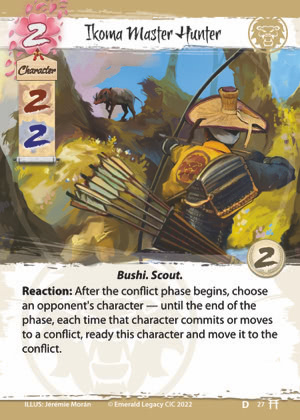 2
Ikoma Master Hunter
Character
2
2
2
Bushi. Scout.
Reaction: After the conflict phase begins, choose
an opponent's character — until the end of the
phase, each time that character commits or moves
to a conflict, ready this character and move it to the
conflict.
ILLUS: Jérémie Morán © Emerald Legacy CIC 2022 D 27